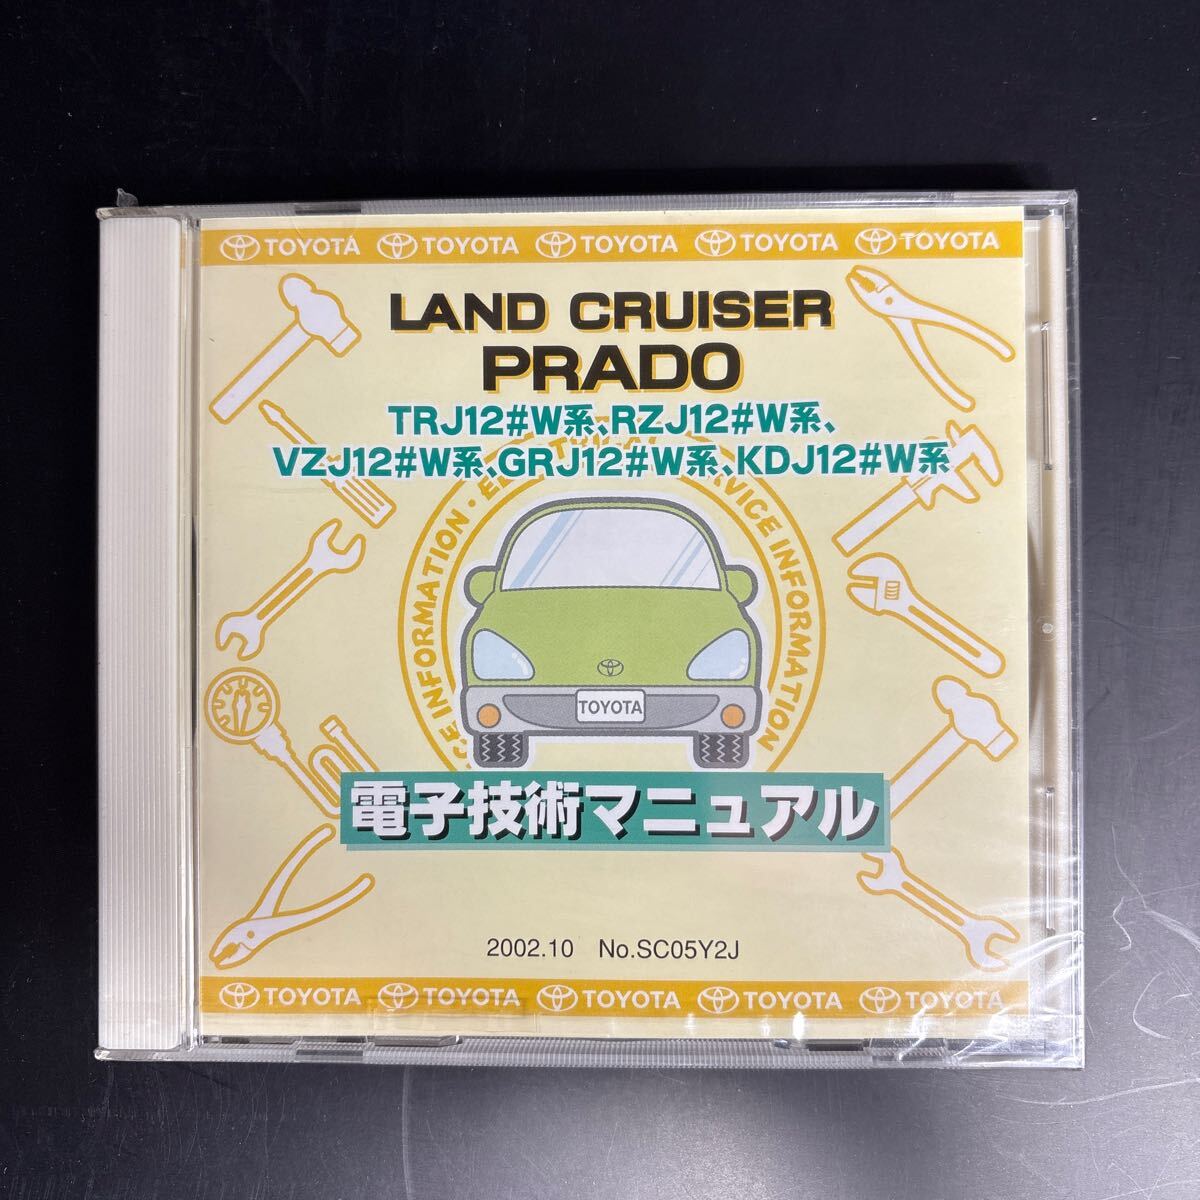 TOYOTA TOYOTA TOYOTA TOYOTA TOYOTA
LAND CRUISER
PRADO
TRJ12#W系、RZJ12#W系、
VZJ12#W系、GRJ12#W系、KDJ12#W系
INFORMATION
SERVICE INFORMATION
TOYOTA
電子技術マニュアル
2002.10 No.SC05Y2J
TOYOTA TOYOTA TOYOTA TOYOTA TOYOTA